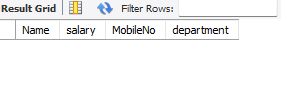 Result Grid Filter Rows:
Name salary MobileNo department